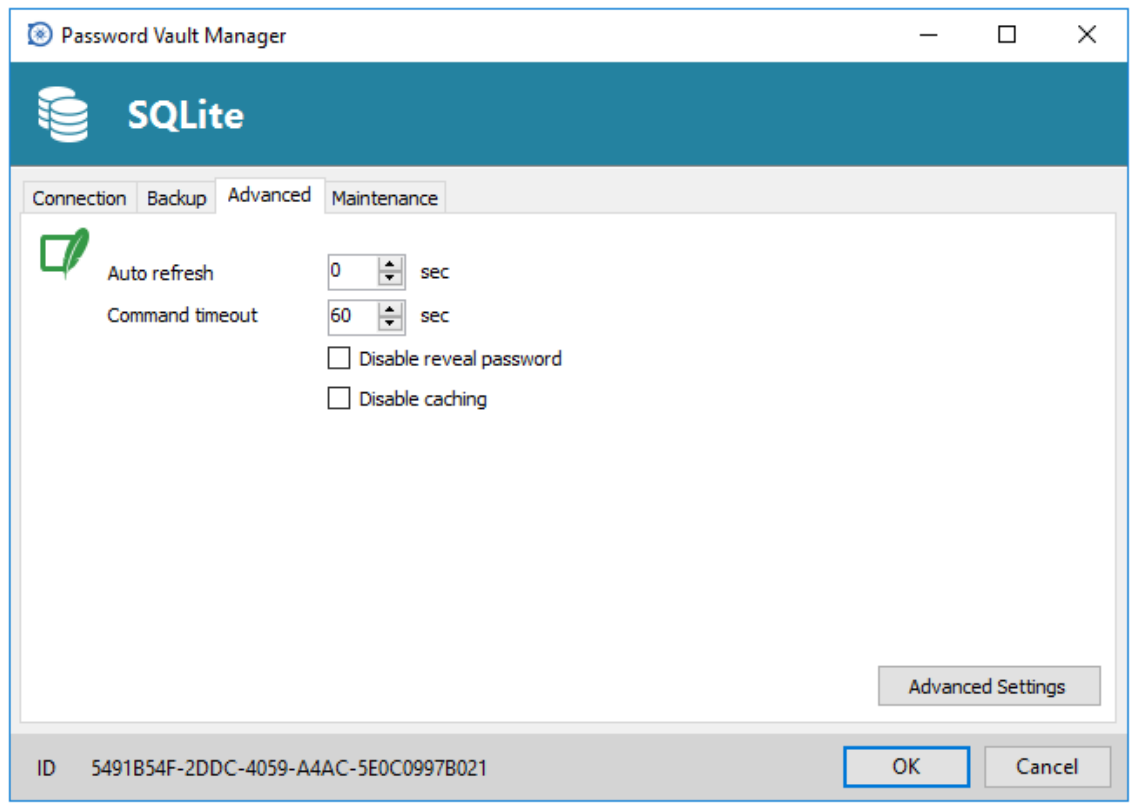 Password Vault Manager
SQLite
Connection Backup Advanced Maintenance
Auto refresh 0 sec
Command timeout 60 sec
Disable reveal password
Disable caching
Advanced Settings
ID 5491B54F-2DDC-4059-A4AC-5E0C0997B021 OK Cancel